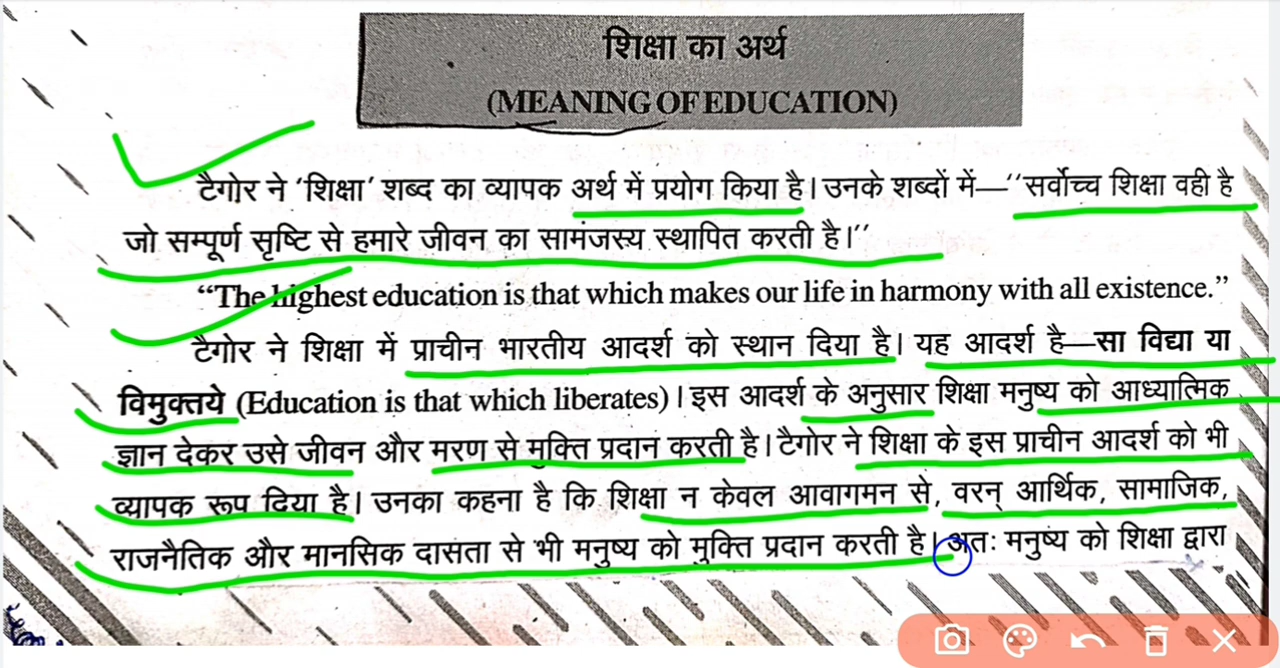 शिक्षा का अर्थ
(MEANING OF EDUCATION)
टैगोर ने 'शिक्षा' शब्द का व्यापक अर्थ में प्रयोग किया है। उनके शब्दों में—"सर्वोच्च शिक्षा वही है
जो सम्पूर्ण सृष्टि से हमारे जीवन का सामंजस्य स्थापित करती है।"
"The highest education is that which makes our life in harmony with all existence."
टैगोर ने शिक्षा में प्राचीन भारतीय आदर्श को स्थान दिया है। यह आदर्श है—सा विद्या या
विमुक्तये (Education is that which liberates)। इस आदर्श के अनुसार शिक्षा मनुष्य को आध्यात्मिक
ज्ञान देकर उसे जीवन और मरण से मुक्ति प्रदान करती है। टैगोर ने शिक्षा के इस प्राचीन आदर्श को भी
व्यापक रूप दिया है। उनका कहना है कि शिक्षा न केवल आवागमन से, वरन् आर्थिक, सामाजिक,
राजनैतिक और मानसिक दासता से भी मनुष्य को मुक्ति प्रदान करती है। अतः मनुष्य को शिक्षा द्वारा